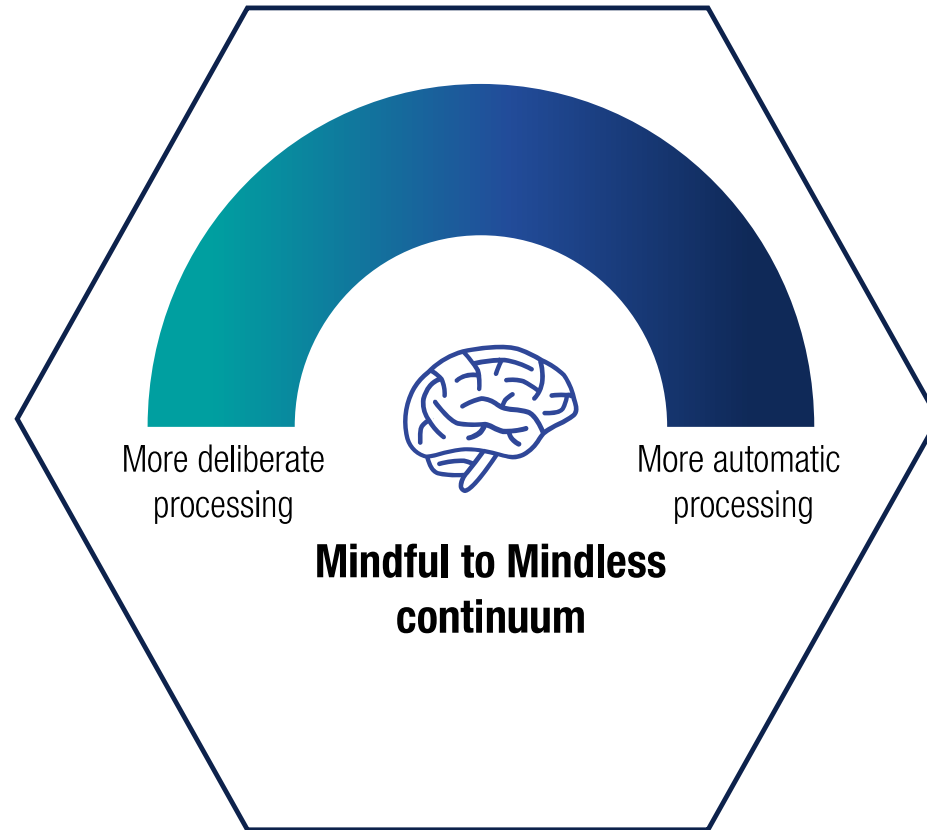 More deliberate
processing
More automatic
processing
Mindful to Mindless
continuum